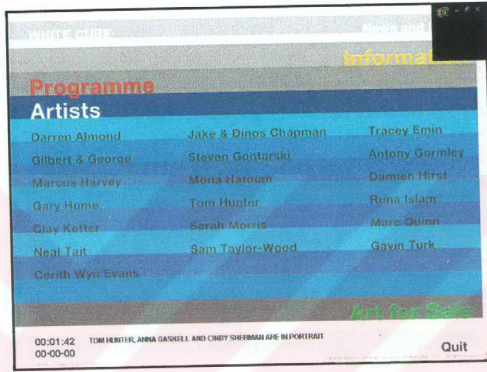 WHITE CUBE
News and
Information
Programme
Artists
Darren Almond Jake & Dinos Chapman Tracey Emin
Gilbert & George Steven Gontarski Antony Gormley
Marcus Harvey Mona Hatoum Damien Hirst
Gary Hume Tom Hunter Runa Islam
Clay Ketter Sarah Morris Marc Quinn
Neal Tait Sam Taylor-Wood Gavin Turk
Cerith Wyn Evans
Art for Sale
00:01:42 TOM HUNTER, ANNA GASKELL AND CINDY SHERMAN ARE IN PORTRAIT
00-00-00
Quit